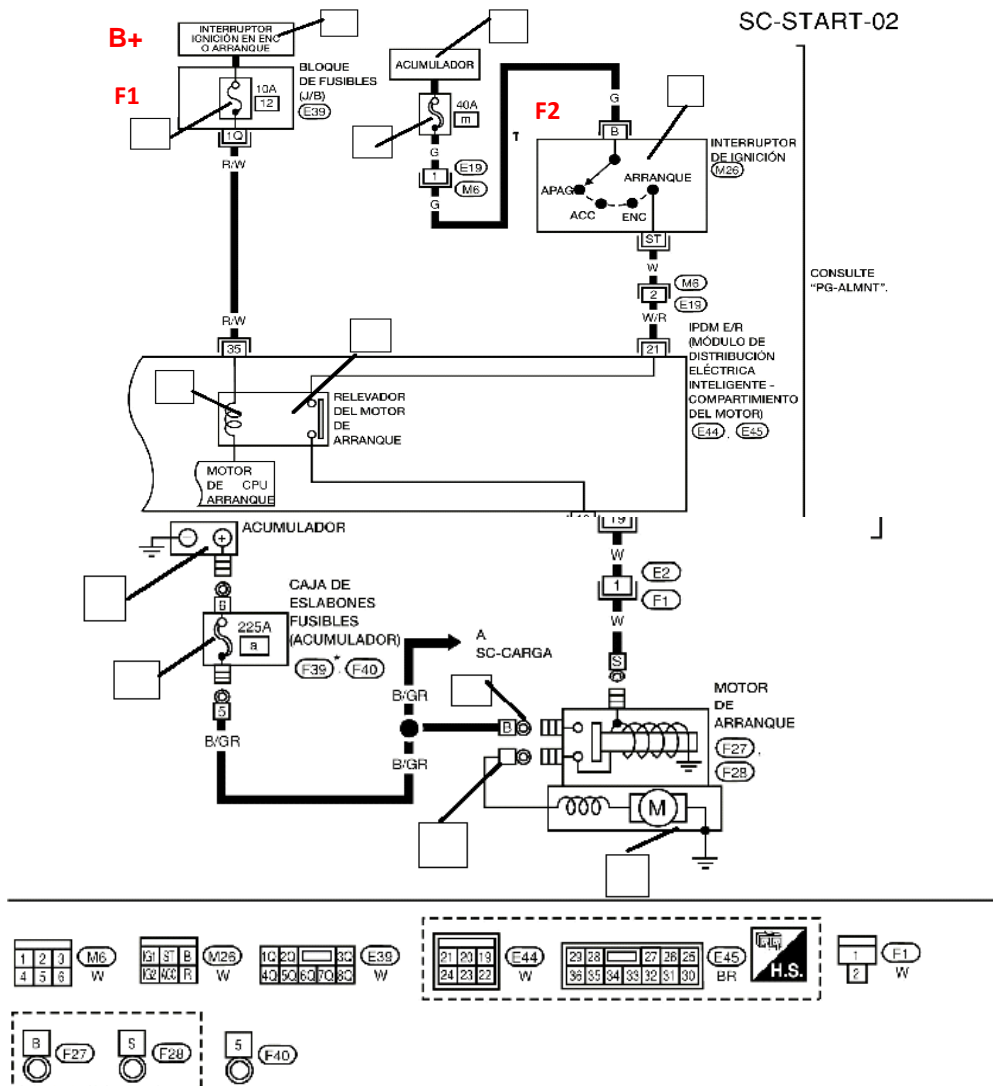 SC-START-02
B+
INTERRUPTOR
IGNICIÓN EN ENC
O ARRANQUE
F1
10A
12
BLOQUE
DE FUSIBLES
(J/B)
E39
1Q
R/W
R/W
35
ACUMULADOR
40A
m
G
1
E19
M6
G
T
F2
G
B
INTERRUPTOR
DE IGNICIÓN
M26
APAG
ACC
ENC
ARRANQUE
ST
W
2
M6
E19
W/R
21
CONSULTE
“PG-ALMNT”.
IPDM E/R
(MÓDULO DE
DISTRIBUCIÓN
ELÉCTRICA
INTELIGENTE –
COMPARTIMIENTO
DEL MOTOR)
E44 , E45
RELEVADOR
DEL MOTOR
DE
ARRANQUE
MOTOR
DE CPU
ARRANQUE
19
W
1
E2
F1
W
S
ACUMULADOR
6
225A
a
CAJA DE
ESLABONES
FUSIBLES
(ACUMULADOR)
F39 * , F40
5
B/GR
A
SC-CARGA
B/GR
B/GR
B
MOTOR
DE
ARRANQUE
F27 ,
F28
M
1 2 3
4 5 6
M6
W
IG1 ST B
IG2 ACC R
M26
W
1Q 2Q 3Q
4Q 5Q 6Q 7Q 8Q
E39
W
21 20 19
24 23 22
E44
W
29 28 27 26 25
36 35 34 33 32 31 30
E45
BR
H.S.
1
2
F1
W
B
F27
S
F28
5
F40